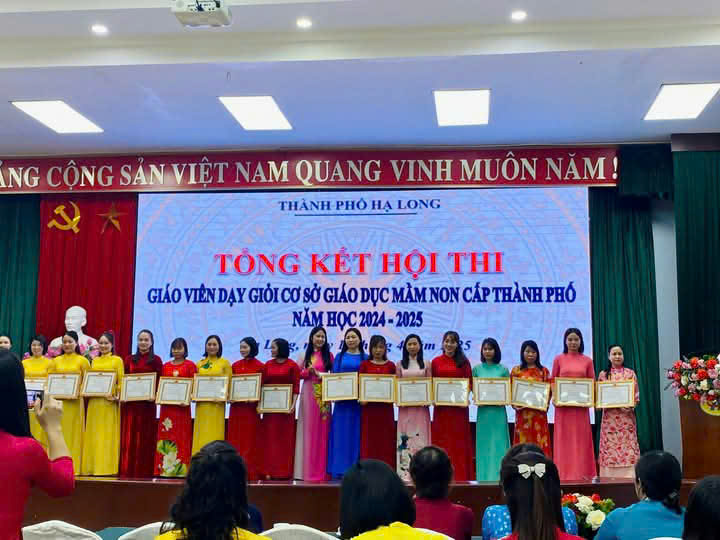 ẢNG CỘNG SẢN VIỆT NAM QUANG VINH MUÔN NĂM!
THÀNH PHỐ HẠ LONG
TỔNG KẾT HỘI THI
GIÁO VIÊN DẠY GIỎI CƠ SỞ GIÁO DỤC MẦM NON CẤP THÀNH PHỐ
NĂM HỌC 2024 - 2025
Long,